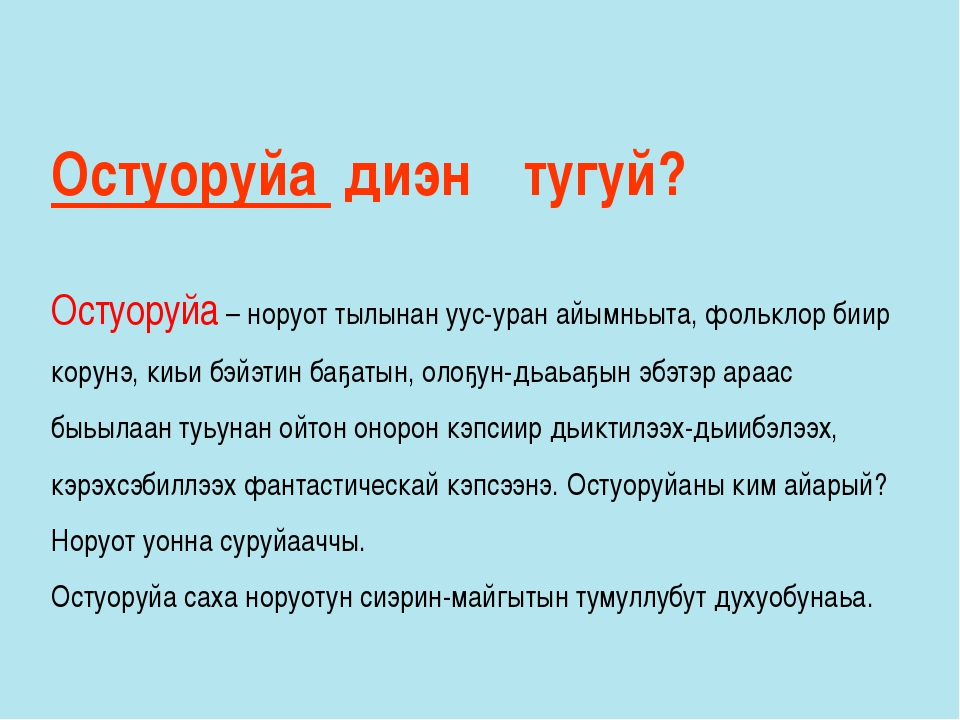 Остуоруйа диэн тугуй?
Остуоруйа – норуот тылынан уус-уран айымньыта, фольклор биир
корунэ, киьи бэйэтин баҕатын, олоҕун-дьаьаҕын эбэтэр араас
быьылаан туьунан ойтон онорон кэпсиир дьиктилээх-дьиибэлээх,
кэрэхсэбиллээх фантастическай кэпсээнэ. Остуоруйаны ким айарый?
Норуот уонна суруйааччы.
Остуоруйа саха норуотун сиэрин-майгытын тумуллубут духуобунаьа.